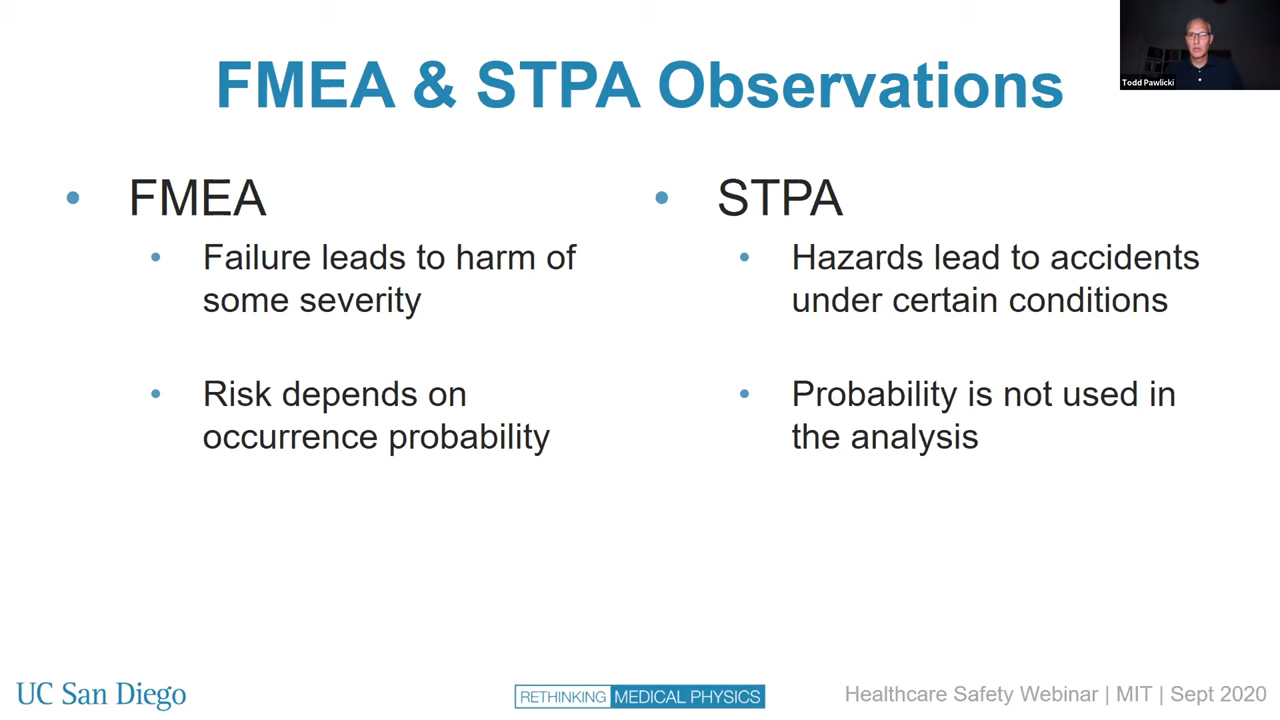 FMEA & STPA Observations
Todd Pawlicki
• FMEA
• Failure leads to harm of
some severity
• Risk depends on
occurrence probability
• STPA
• Hazards lead to accidents
under certain conditions
• Probability is not used in
the analysis
UC San Diego
RETHINKING MEDICAL PHYSICS
Healthcare Safety Webinar | MIT | Sept 2020